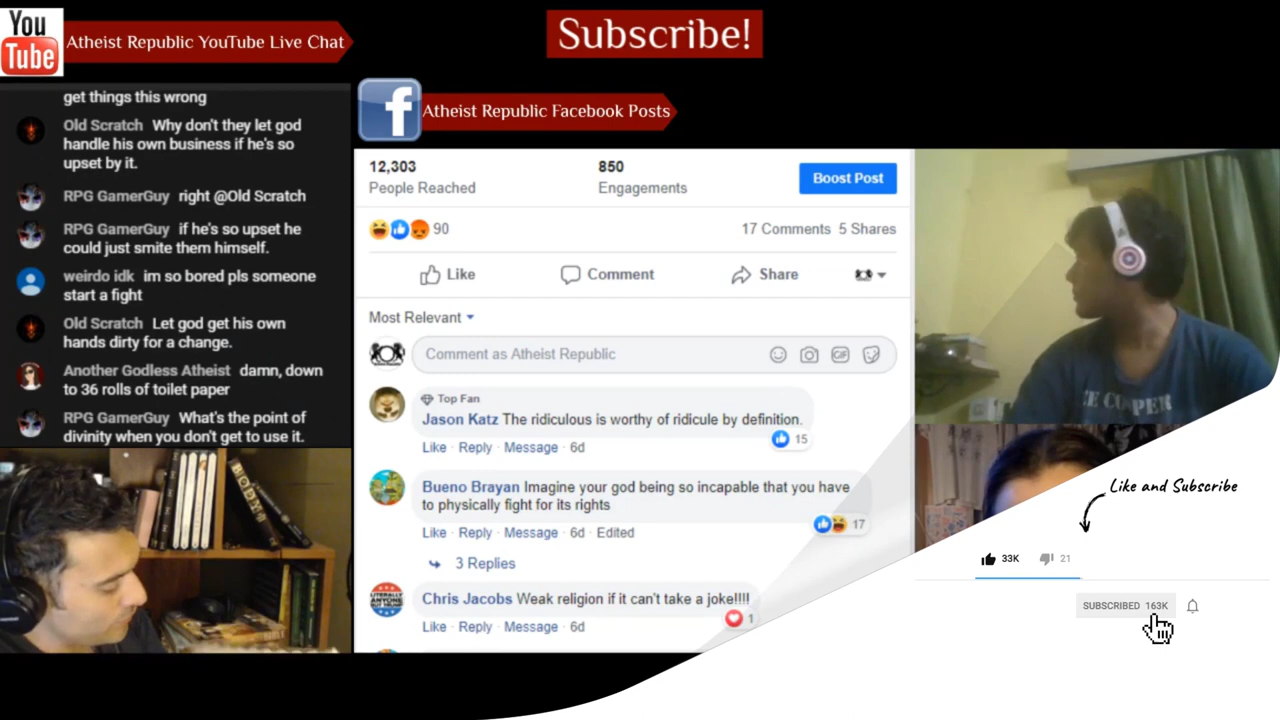 You
Tube
Atheist Republic YouTube Live Chat
Subscribe!
get things this wrong
Old Scratch Why don't they let god
handle his own business if he's so
upset by it.
RPG GamerGuy right @Old Scratch
RPG GamerGuy if he's so upset he
could just smite them himself.
weirdo idk im so bored pls someone
start a fight
Old Scratch Let god get his own
hands dirty for a change.
Another Godless Atheist damn, down
to 36 rolls of toilet paper
RPG GamerGuy What's the point of
divinity when you don't get to use it.
f
Atheist Republic Facebook Posts
12,303
People Reached
850
Engagements
Boost Post
90
17 Comments 5 Shares
Like
Comment
Share
Most Relevant
Comment as Atheist Republic
GIF
Top Fan
Jason Katz The ridiculous is worthy of ridicule by definition.
15
Like · Reply · Message · 6d
Bueno Brayan Imagine your god being so incapable that you have
to physically fight for its rights
17
Like · Reply · Message · 6d · Edited
3 Replies
LITERALLY
ANYONE
Chris Jacobs Weak religion if it can't take a joke!!!!
1
Like · Reply · Message · 6d
Like and Subscribe
33K
21
SUBSCRIBED 163K